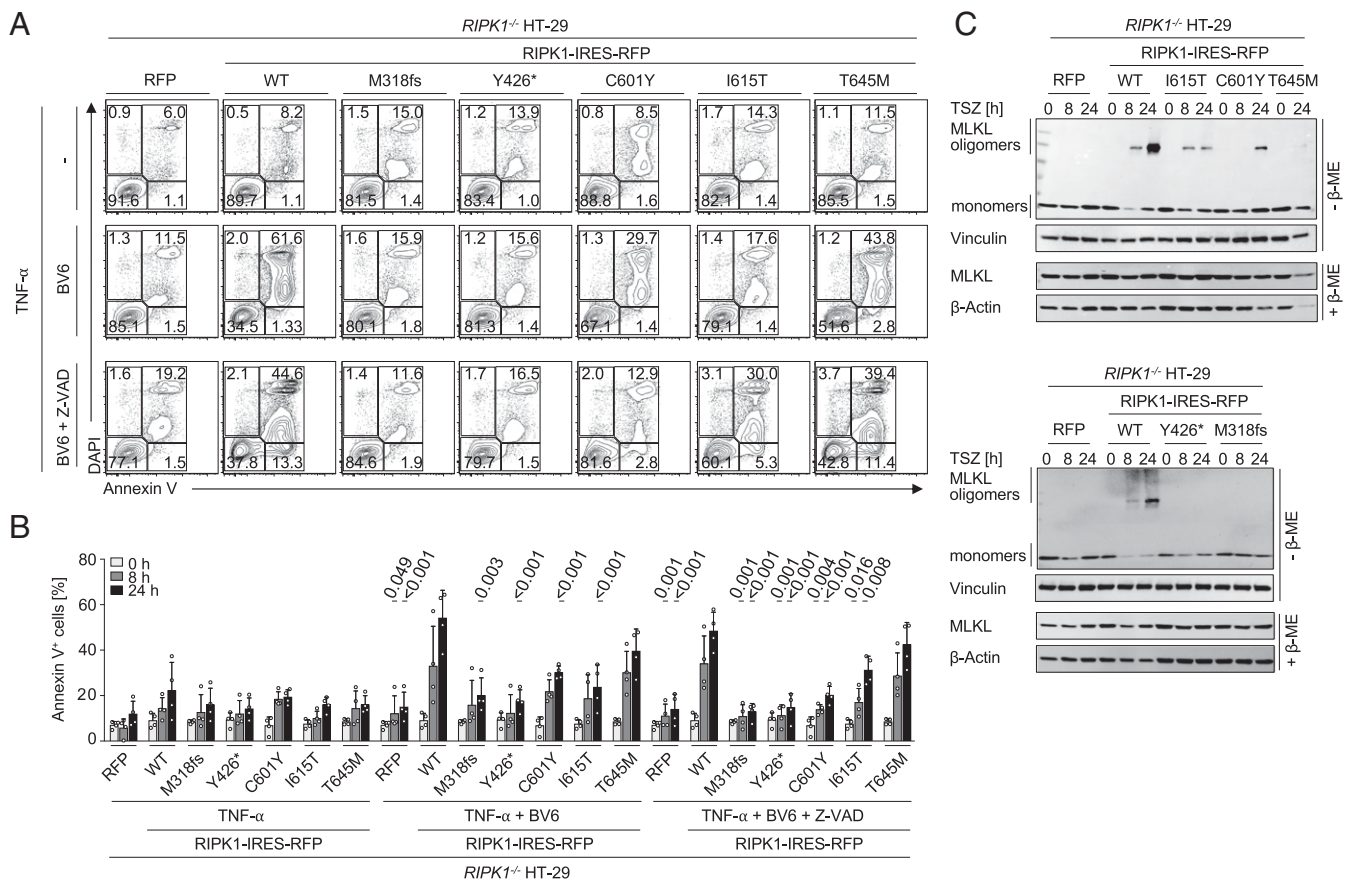 A
RIPK1-/- HT-29
RIPK1-IRES-RFP
RFP WT M318fs Y426* C601Y I615T T645M
TNF-α
-
0.9 6.0 0.5 8.2 1.5 15.0 1.2 13.9 0.8 8.5 1.7 14.3 1.1 11.5
91.6 1.1 89.7 1.1 81.5 1.4 83.4 1.0 88.8 1.6 82.1 1.4 85.5 1.5
BV6
1.3 11.5 2.0 61.6 1.6 15.9 1.2 15.6 1.3 29.7 1.4 17.6 1.2 43.8
85.1 1.5 34.5 1.33 80.1 1.8 81.3 1.4 67.1 1.4 79.1 1.4 51.6 2.8
BV6 + Z-VAD
1.6 19.2 2.1 44.6 1.4 11.6 1.7 16.5 2.0 12.9 3.1 30.0 3.7 39.4
77.1 1.5 37.8 13.3 84.6 1.9 79.7 1.5 81.6 2.8 60.1 5.3 42.8 11.4
DAPI
Annexin V
B
Annexin V+ cells [%]
80
60
40
20
0
0 h
8 h
24 h
0.049 <0.001 0.003 <0.001 <0.001 <0.001 0.001 <0.001 0.001 <0.001 0.001 <0.001 0.004 <0.001 0.016 0.008
RFP WT M318fs Y426* C601Y I615T T645M RFP WT M318fs Y426* C601Y I615T T645M RFP WT M318fs Y426* C601Y I615T T645M
TNF-α TNF-α + BV6 TNF-α + BV6 + Z-VAD
RIPK1-IRES-RFP RIPK1-IRES-RFP RIPK1-IRES-RFP
RIPK1-/- HT-29
C
RIPK1-/- HT-29
RIPK1-IRES-RFP
RFP WT I615T C601Y T645M
TSZ [h] 0 8 24 0 8 24 0 8 24 0 8 24 0 24
MLKL
oligomers
monomers
Vinculin
- β-ME
MLKL
β-Actin
+ β-ME
RIPK1-/- HT-29
RIPK1-IRES-RFP
RFP WT Y426* M318fs
TSZ [h] 0 8 24 0 8 24 0 8 24 0 8 24
MLKL
oligomers
monomers
Vinculin
- β-ME
MLKL
β-Actin
+ β-ME